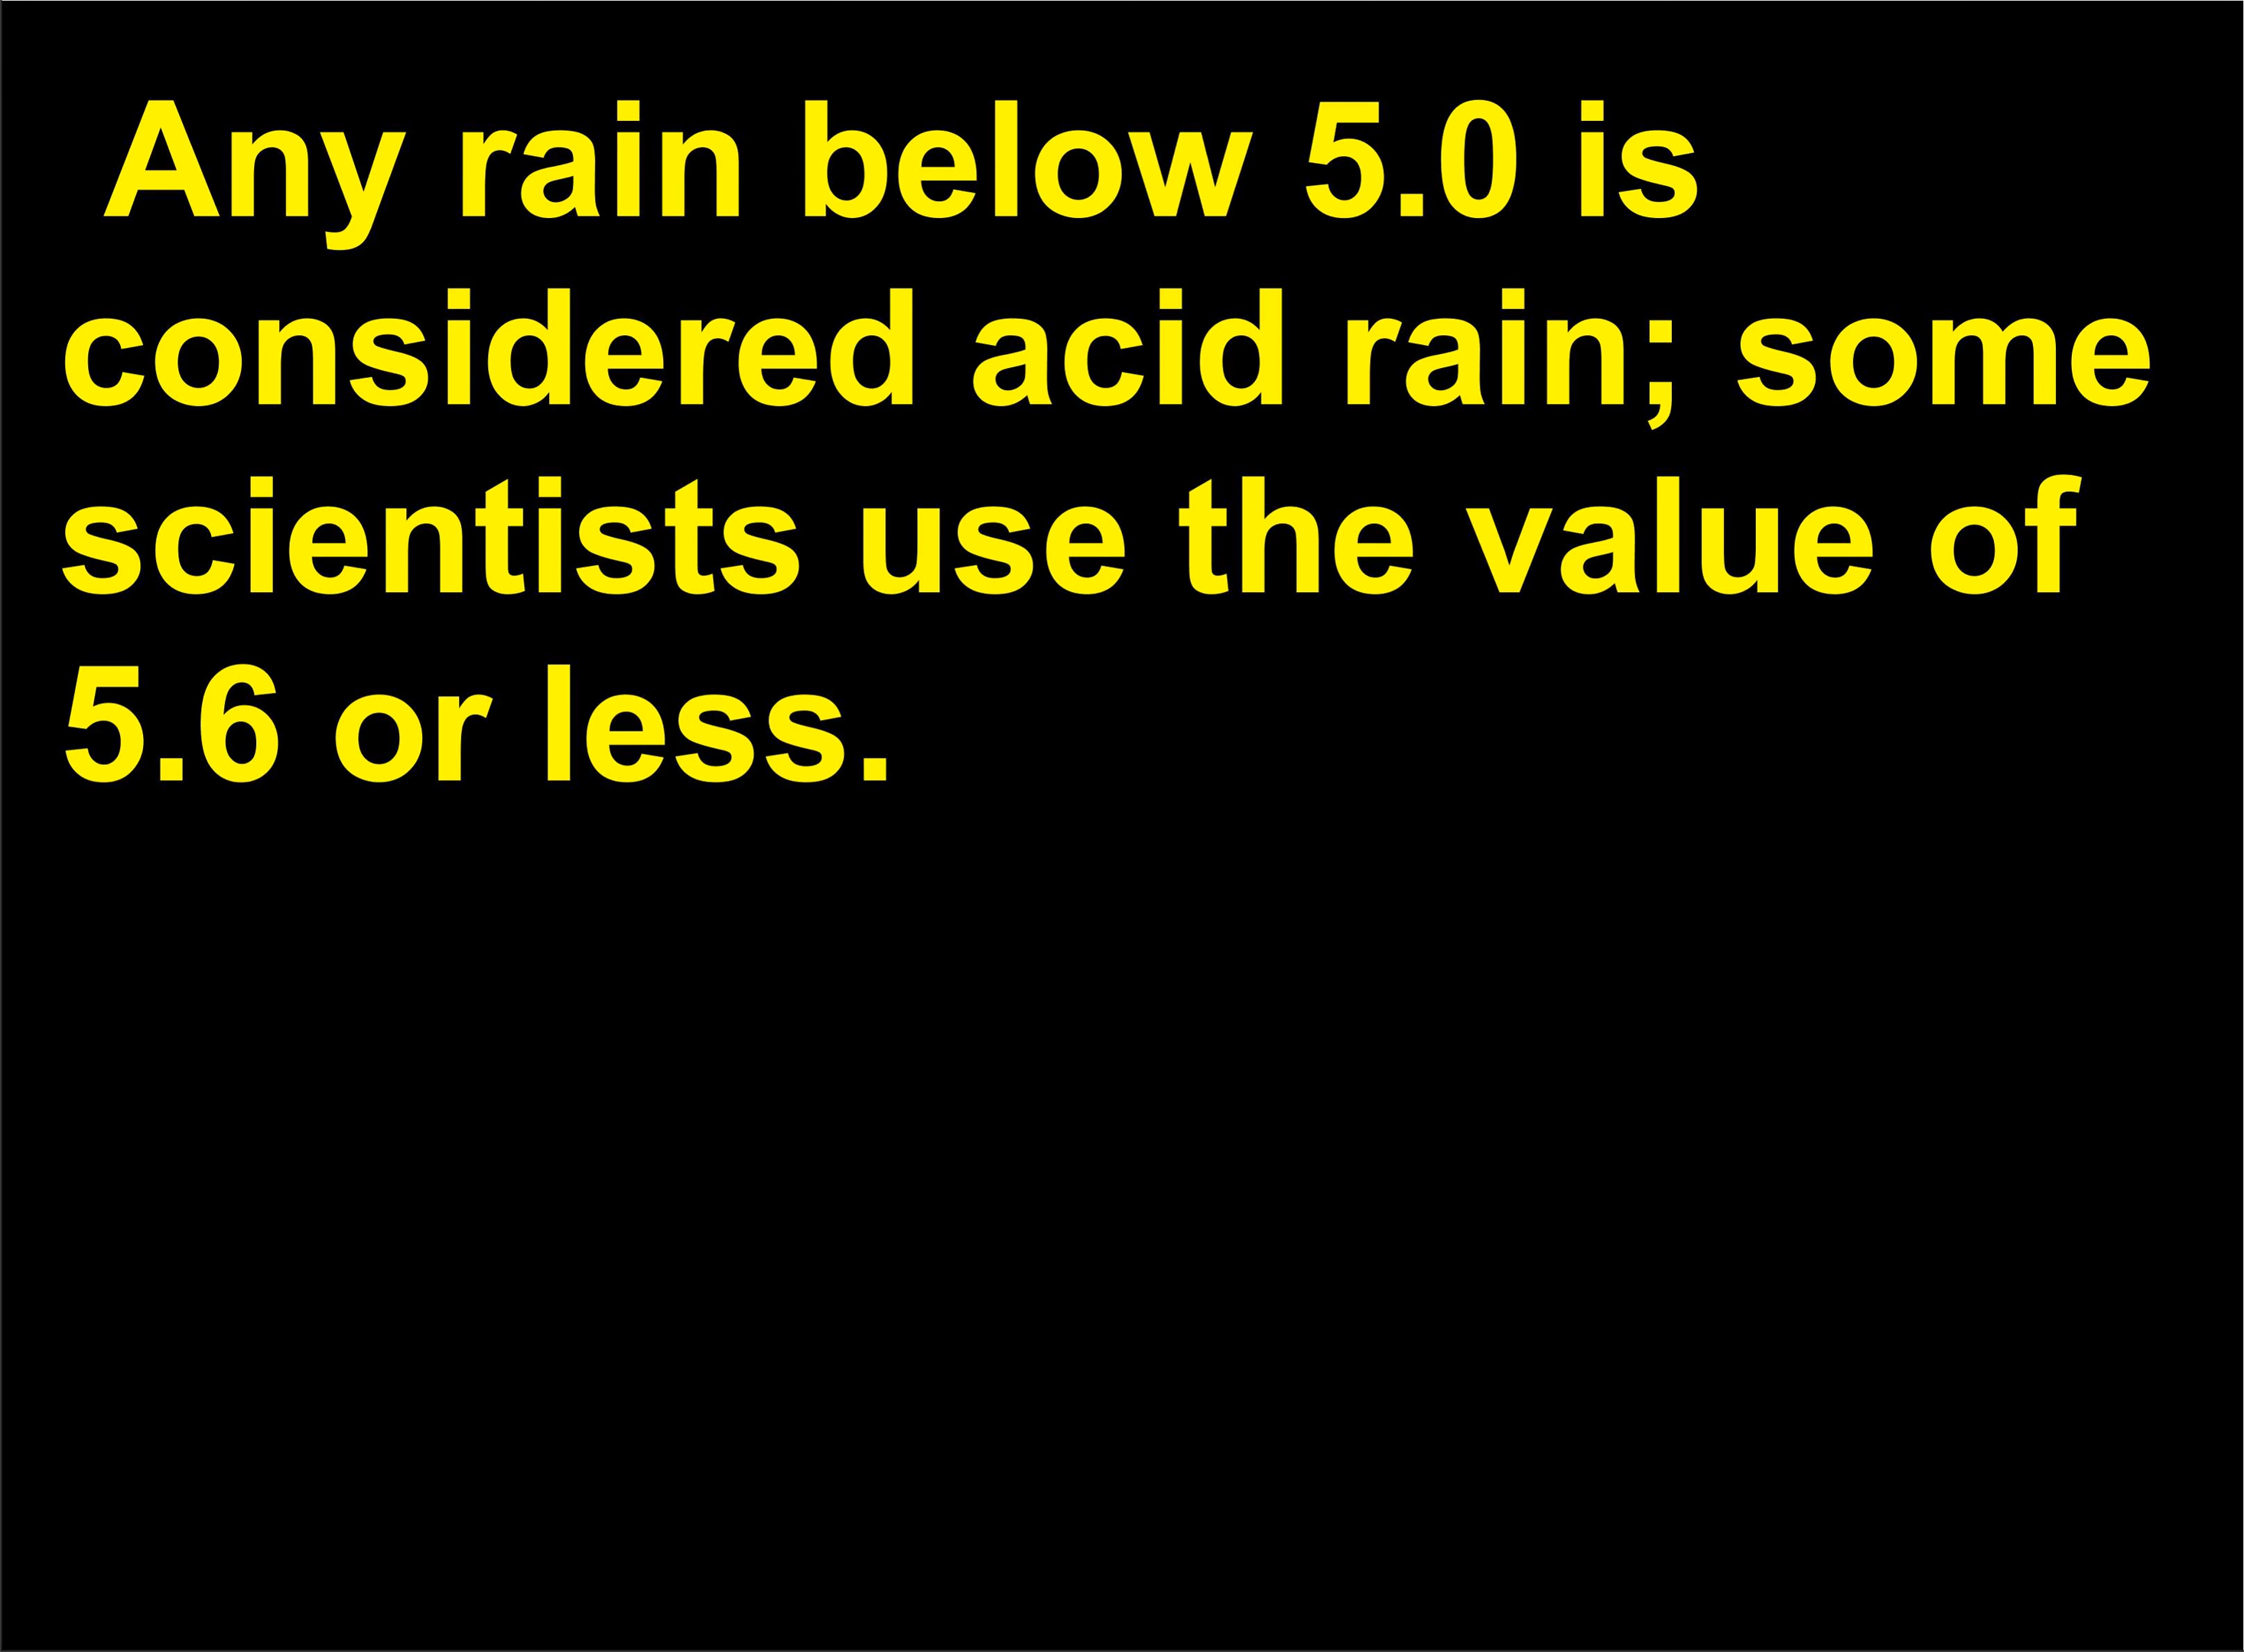 Any rain below 5.0 is
considered acid rain; some
scientists use the value of
5.6 or less.